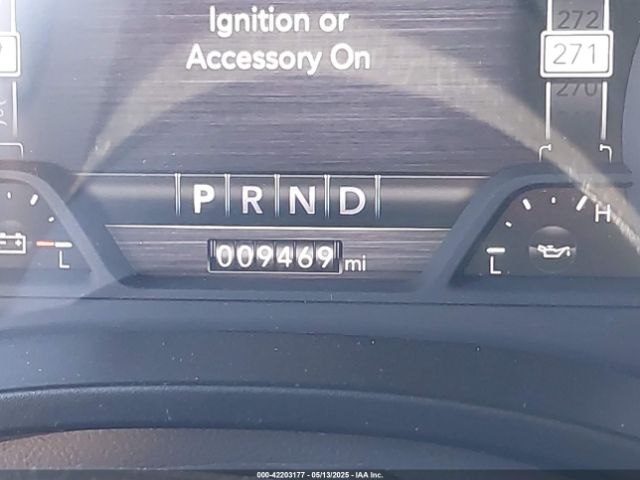 Ignition or
Accessory On
272
271
270
P R N D
009469 mi
L
L
H
000-42203177 - 05/13/2025 - IAA Inc.